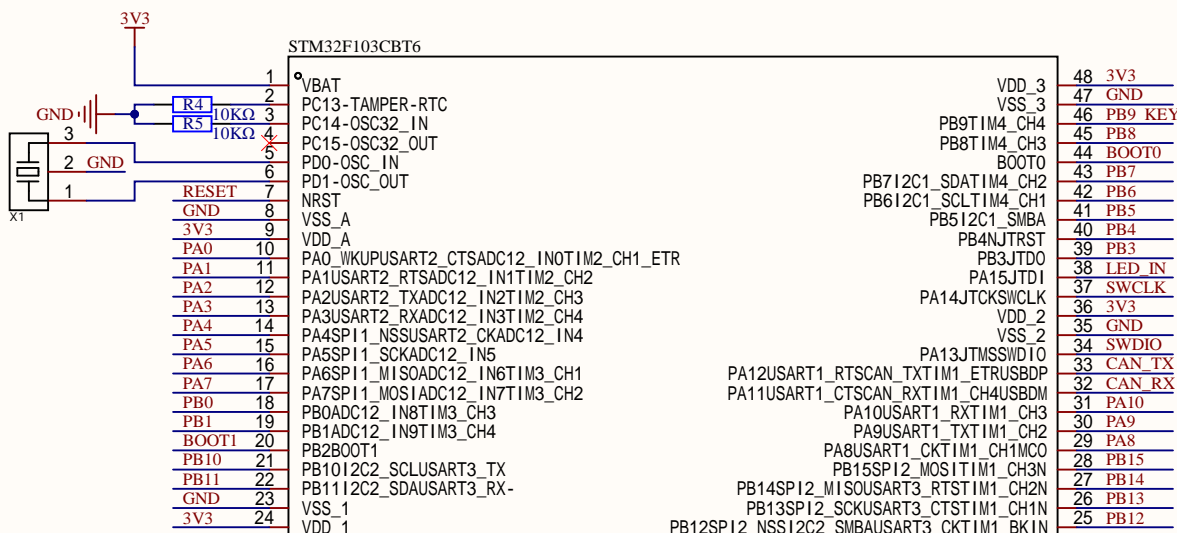 3V3
STM32F103CBT6
1 VBAT
2 PC13-TAMPER-RTC
R4 10KΩ
GND
3 PC14-OSC32_IN
R5 10KΩ
4 PC15-OSC32_OUT
3
5 PD0-OSC_IN
2 GND
6 PD1-OSC_OUT
1
X1
RESET 7 NRST
GND 8 VSS_A
3V3 9 VDD_A
PA0 10 PA0_WKUPUSART2_CTSADC12_IN0TIM2_CH1_ETR
PA1 11 PA1USART2_RTSADC12_IN1TIM2_CH2
PA2 12 PA2USART2_TXADC12_IN2TIM2_CH3
PA3 13 PA3USART2_RXADC12_IN3TIM2_CH4
PA4 14 PA4SPI1_NSSUSART2_CKADC12_IN4
PA5 15 PA5SPI1_SCKADC12_IN5
PA6 16 PA6SPI1_MISOADC12_IN6TIM3_CH1
PA7 17 PA7SPI1_MOSIADC12_IN7TIM3_CH2
PB0 18 PB0ADC12_IN8TIM3_CH3
PB1 19 PB1ADC12_IN9TIM3_CH4
BOOT1 20 PB2BOOT1
PB10 21 PB10I2C2_SCLUSART3_TX
PB11 22 PB11I2C2_SDAUSART3_RX-
GND 23 VSS_1
3V3 24 VDD_1
VDD_3 48 3V3
VSS_3 47 GND
PB9TIM4_CH4 46 PB9_KEY
PB8TIM4_CH3 45 PB8
BOOT0 44 BOOT0
PB7I2C1_SDATIM4_CH2 43 PB7
PB6I2C1_SCLTIM4_CH1 42 PB6
PB5I2C1_SMBA 41 PB5
PB4NJTRST 40 PB4
PB3JTDO 39 PB3
PA15JTDI 38 LED_IN
PA14JTCKSWCLK 37 SWCLK
VDD_2 36 3V3
VSS_2 35 GND
PA13JTMSSWDIO 34 SWDIO
PA12USART1_RTSCAN_TXTIM1_ETRUSBDP 33 CAN_TX
PA11USART1_CTSCAN_RXTIM1_CH4USBDM 32 CAN_RX
PA10USART1_RXTIM1_CH3 31 PA10
PA9USART1_TXTIM1_CH2 30 PA9
PA8USART1_CKTIM1_CH1MCO 29 PA8
PB15SPI2_MOSITIM1_CH3N 28 PB15
PB14SPI2_MISOUSART3_RTSTIM1_CH2N 27 PB14
PB13SPI2_SCKUSART3_CTSTIM1_CH1N 26 PB13
PB12SPI2_NSSI2C2_SMBAUSART3_CKTIM1_BKIN 25 PB12